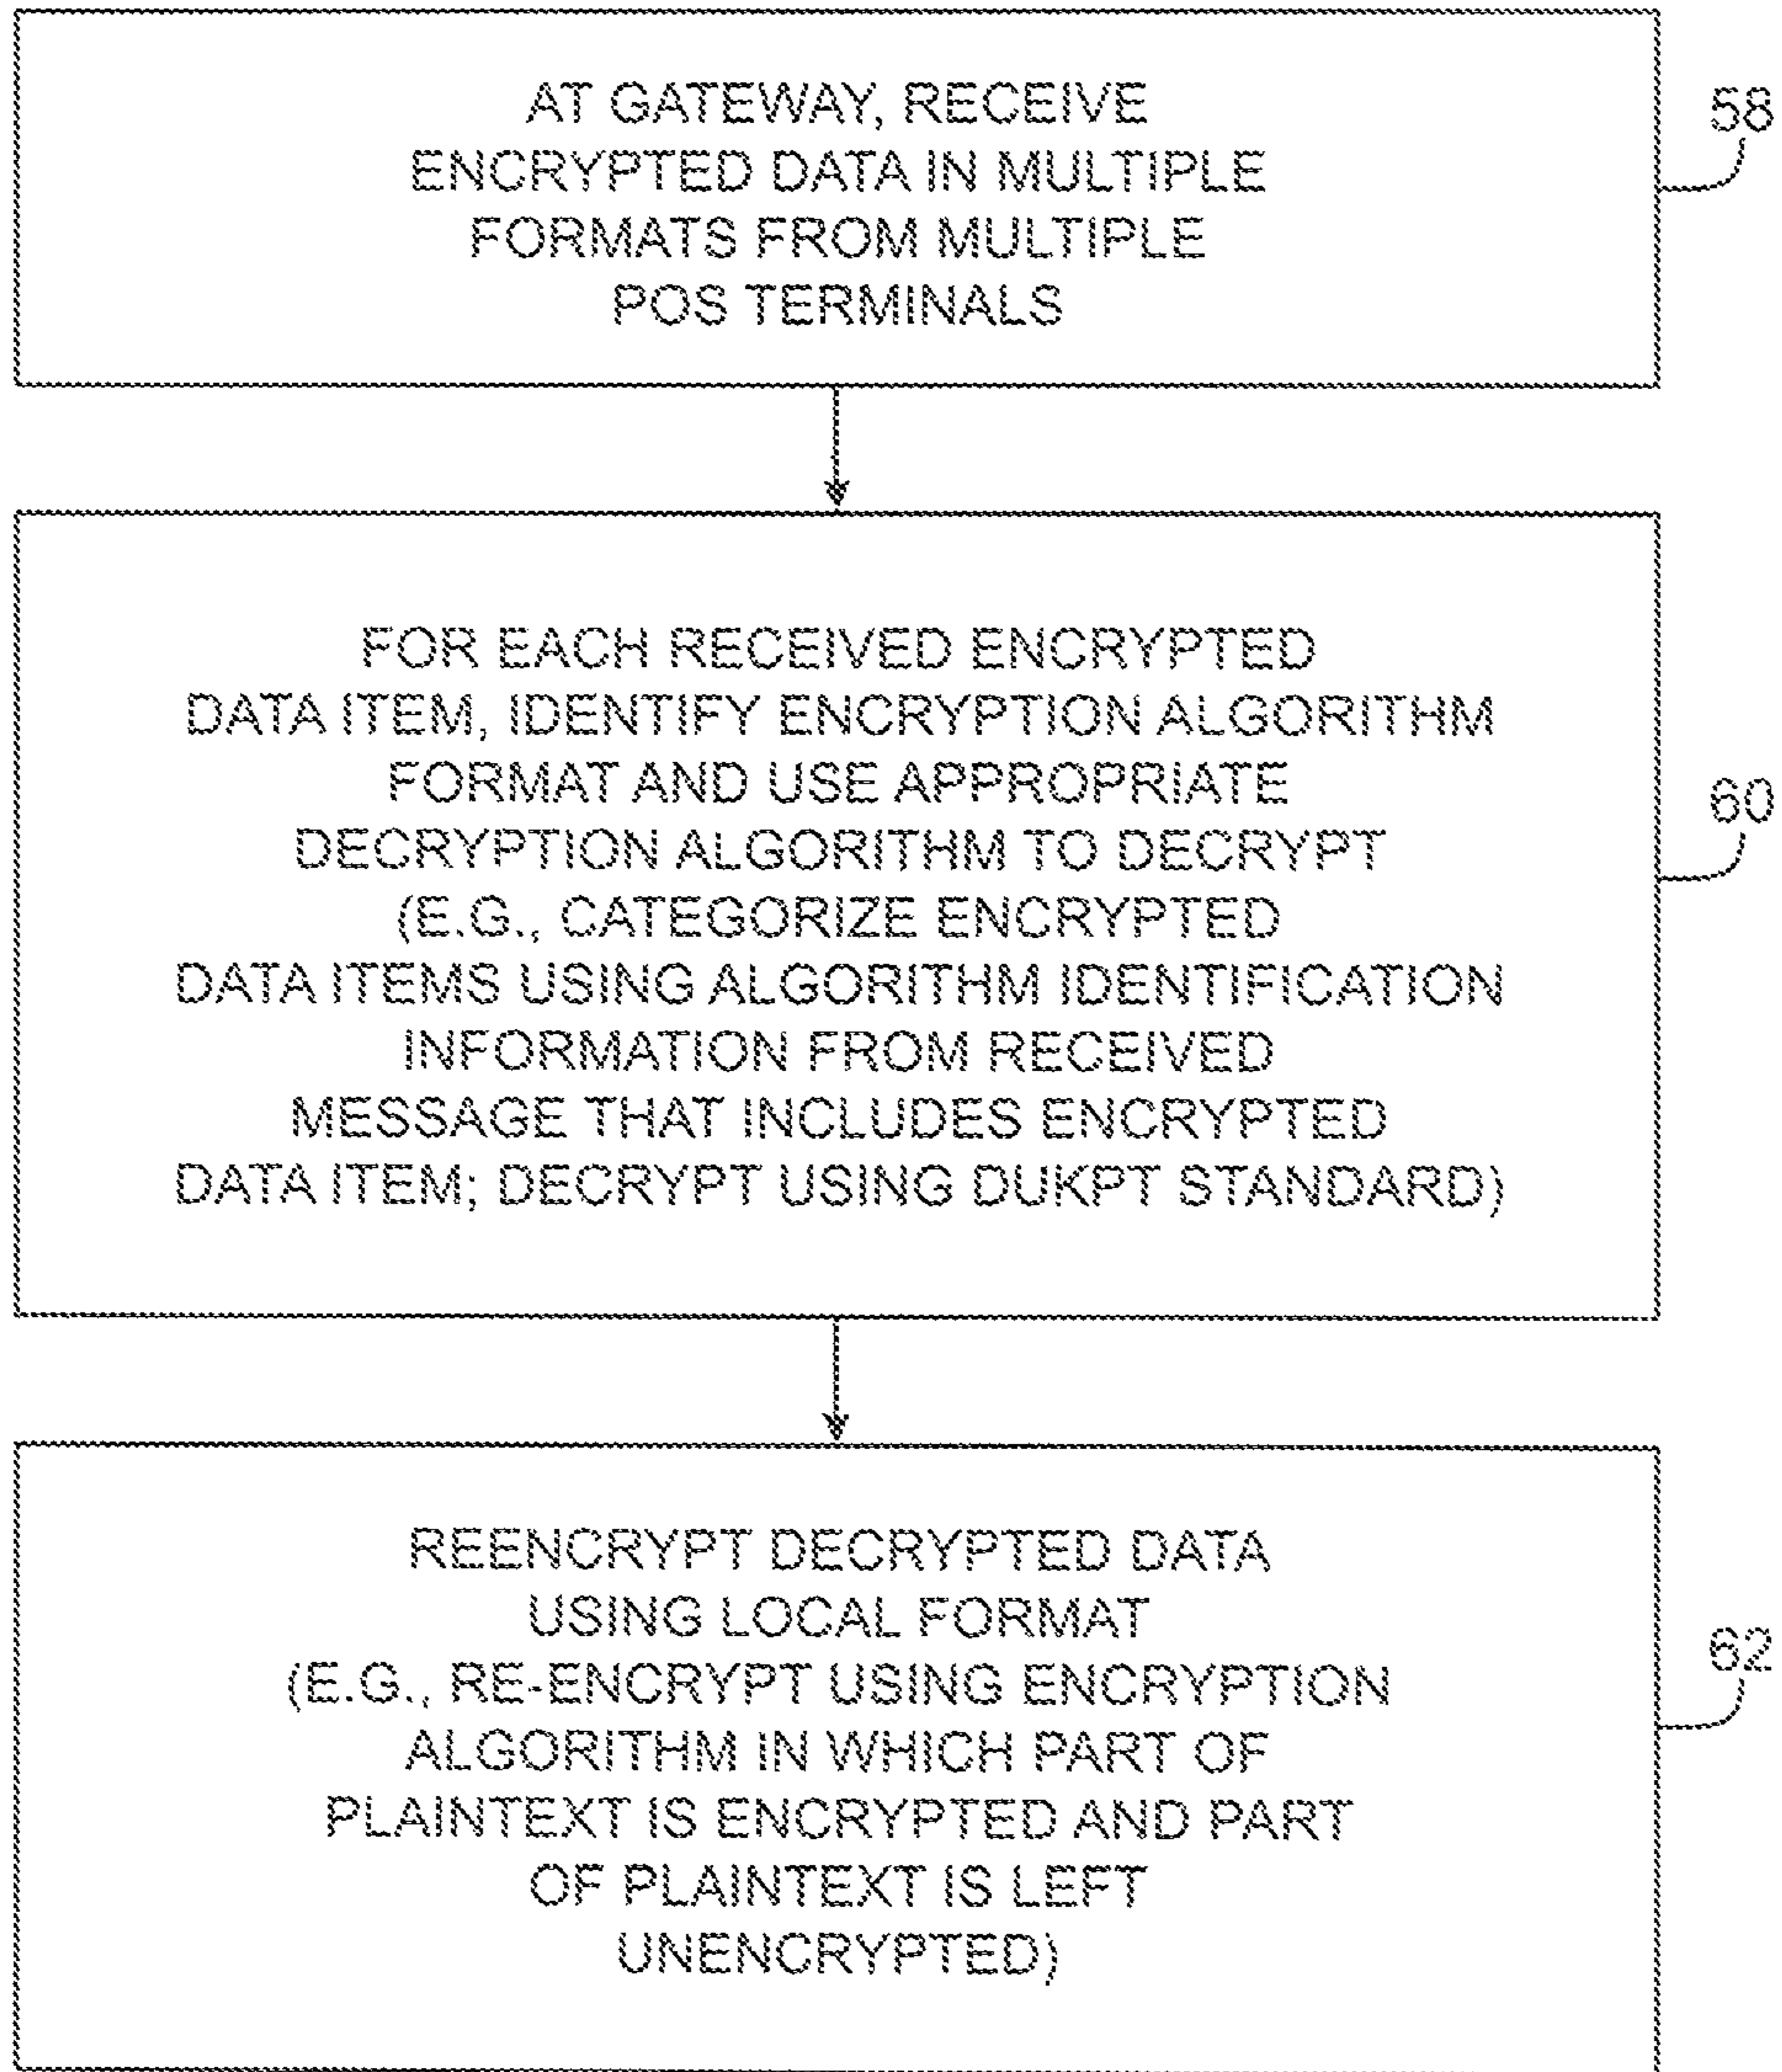 AT GATEWAY, RECEIVE
ENCRYPTED DATA IN MULTIPLE
FORMATS FROM MULTIPLE
POS TERMINALS
58
FOR EACH RECEIVED ENCRYPTED
DATA ITEM, IDENTIFY ENCRYPTION ALGORITHM
FORMAT AND USE APPROPRIATE
DECRYPTION ALGORITHM TO DECRYPT
(E.G., CATEGORIZE ENCRYPTED
DATA ITEMS USING ALGORITHM IDENTIFICATION
INFORMATION FROM RECEIVED
MESSAGE THAT INCLUDES ENCRYPTED
DATA ITEM; DECRYPT USING DUKPT STANDARD)
60
REENCRYPT DECRYPTED DATA
USING LOCAL FORMAT
(E.G., RE-ENCRYPT USING ENCRYPTION
ALGORITHM IN WHICH PART OF
PLAINTEXT IS ENCRYPTED AND PART
OF PLAINTEXT IS LEFT
UNENCRYPTED)
62